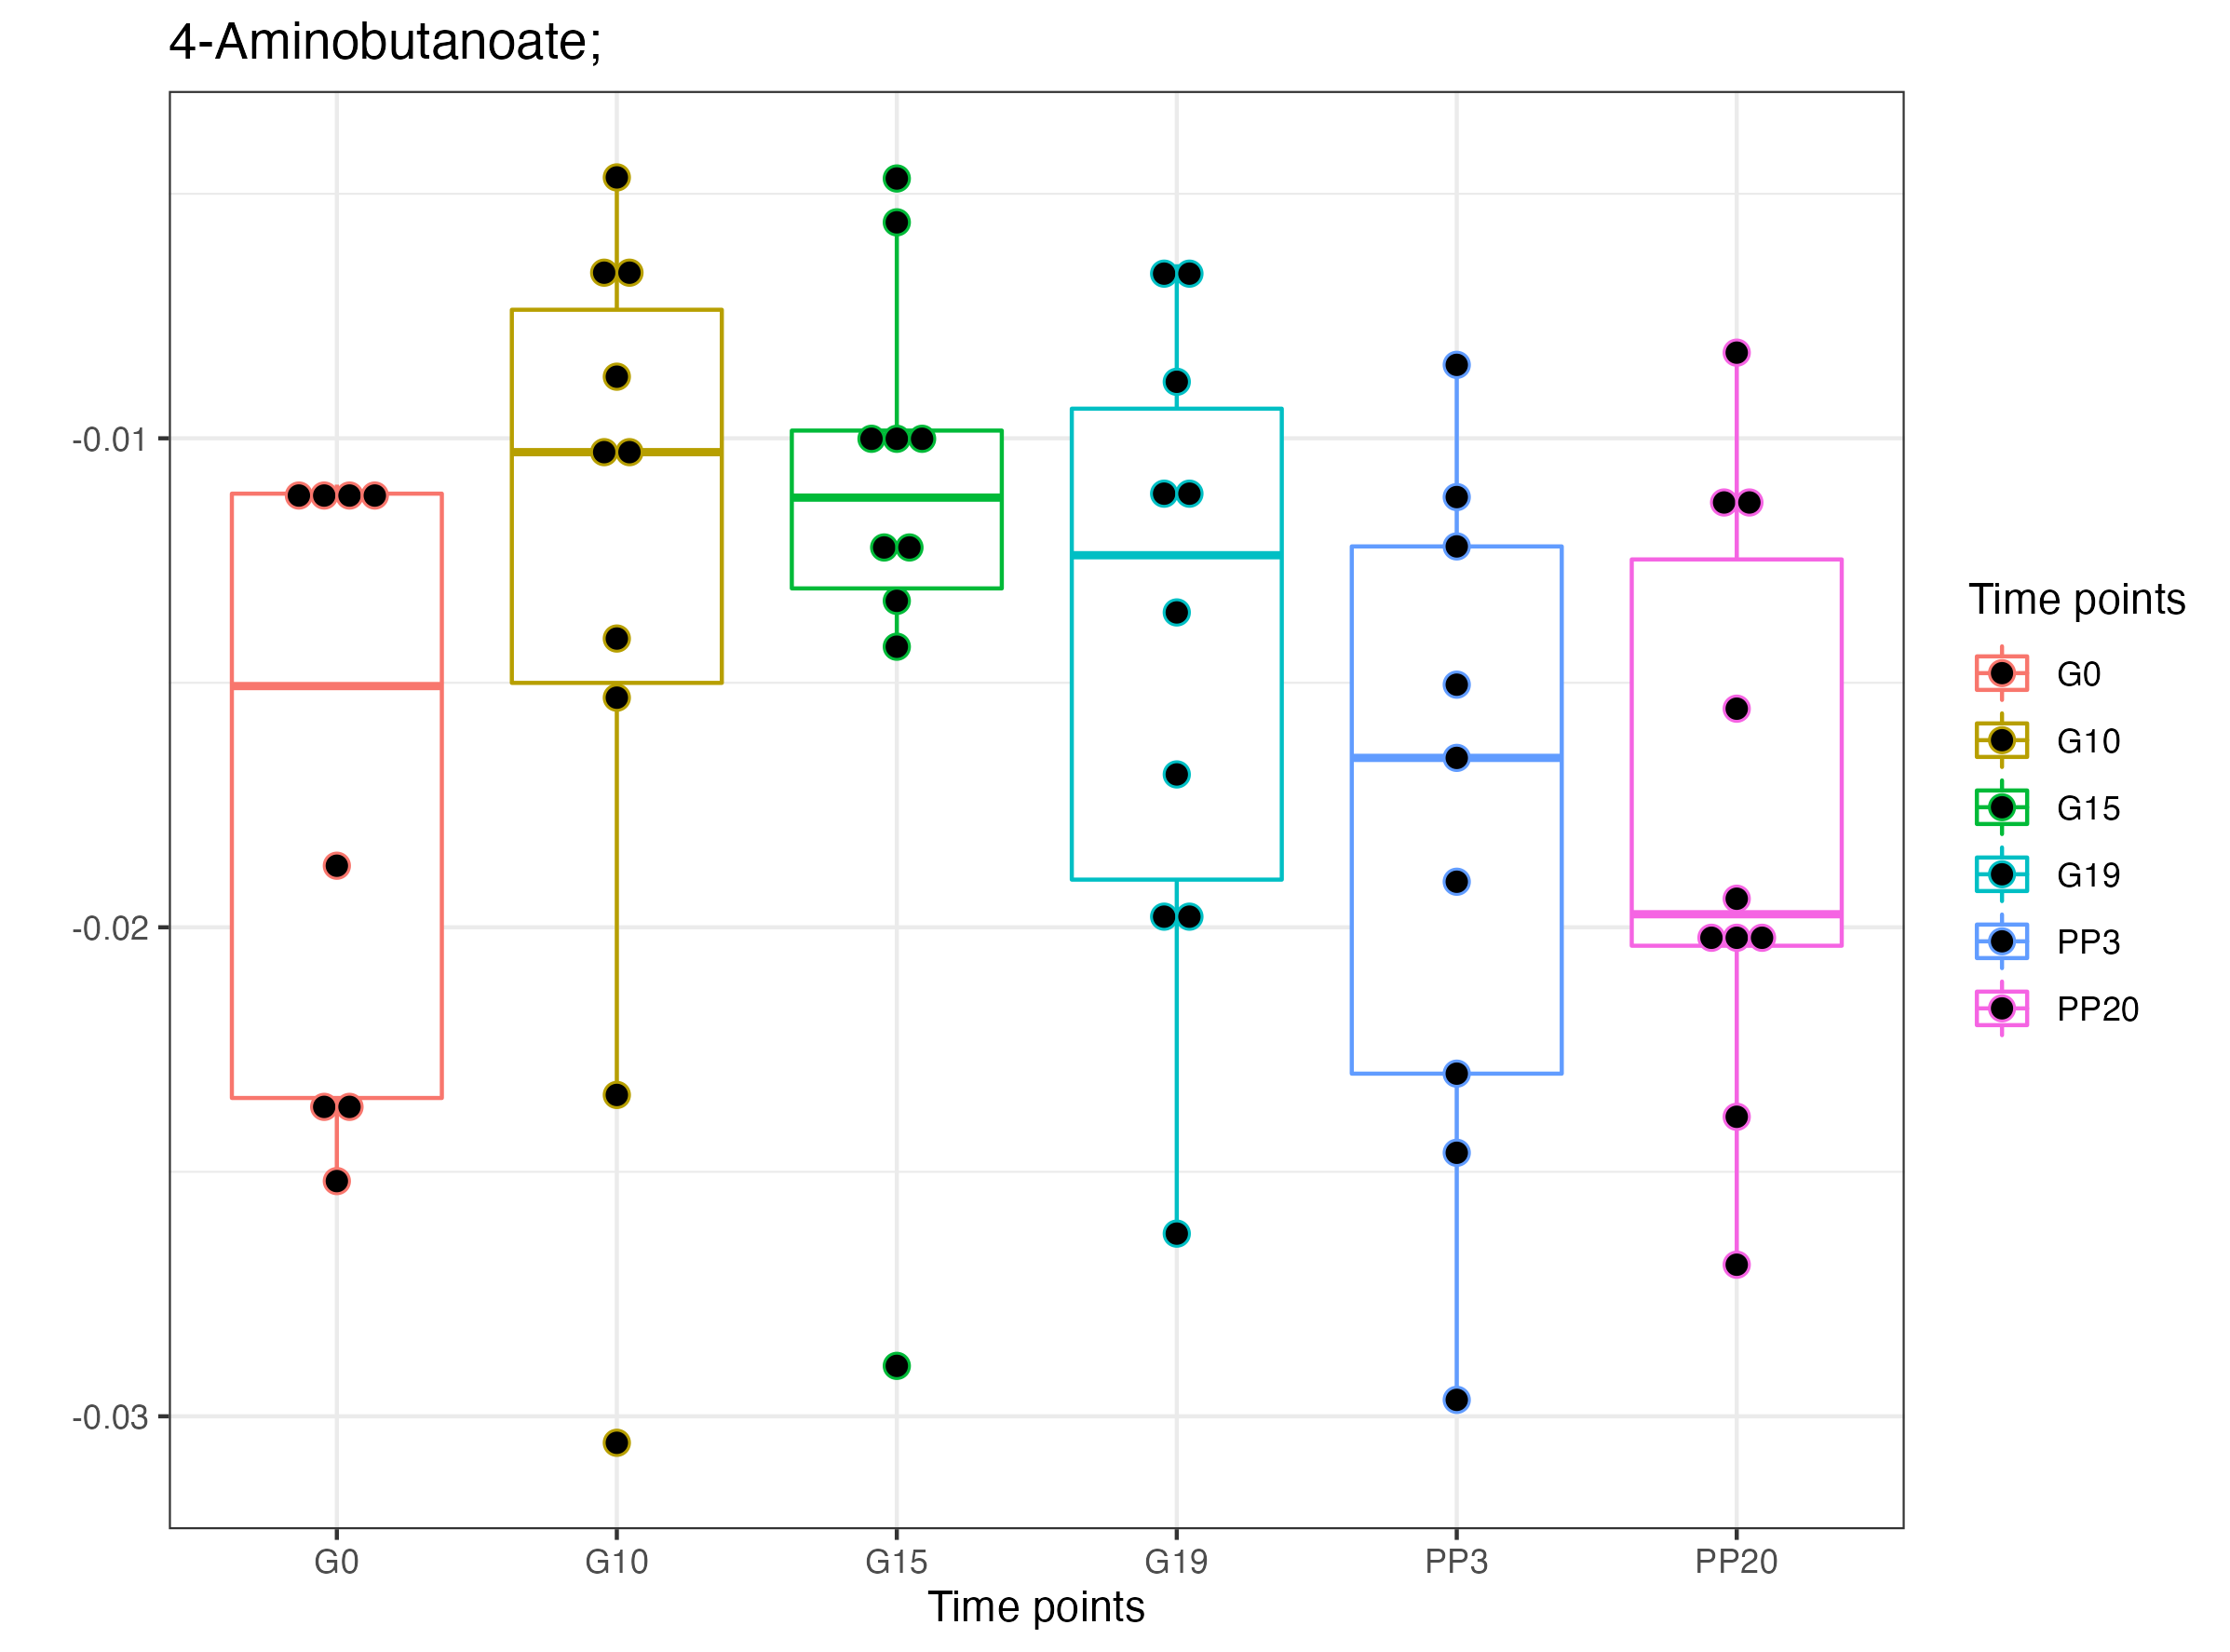 4-Aminobutanoate;
-0.01
-0.02
-0.03
G0 G10 G15 G19 PP3 PP20
Time points
Time points
G0
G10
G15
G19
PP3
PP20